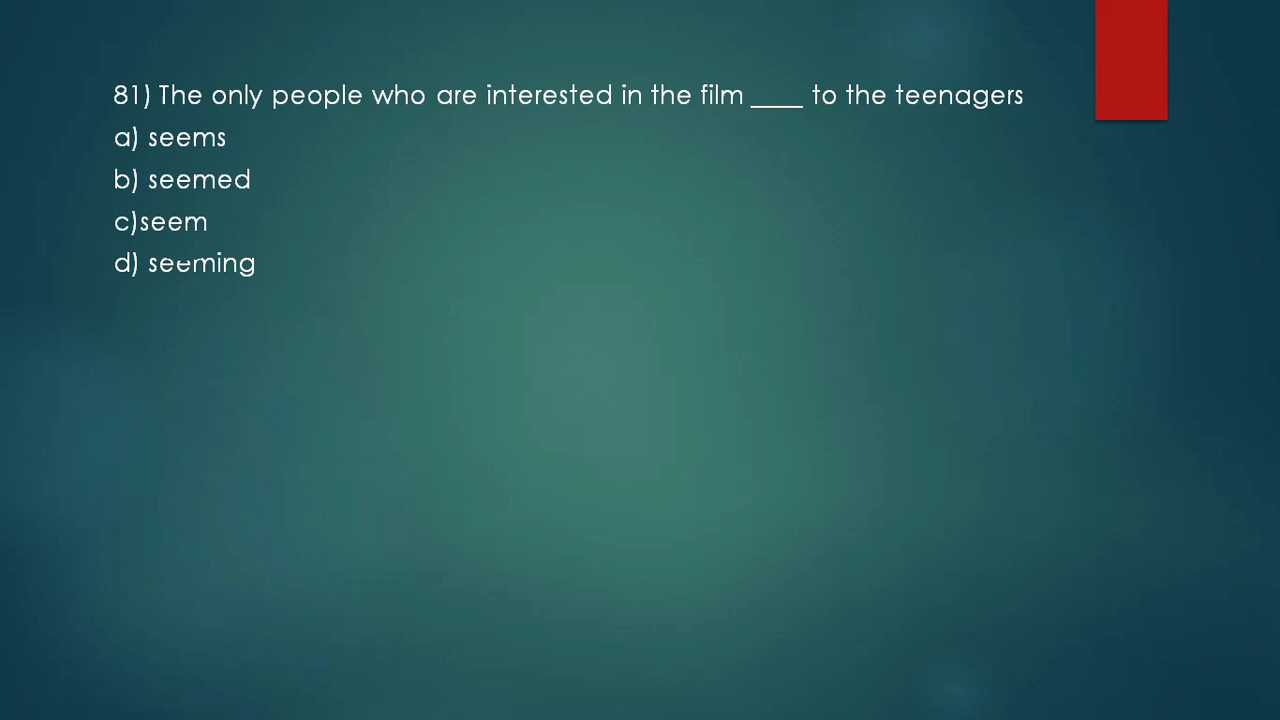 81) The only people who are interested in the film ____ to the teenagers
a) seems
b) seemed
c)seem
d) seeming